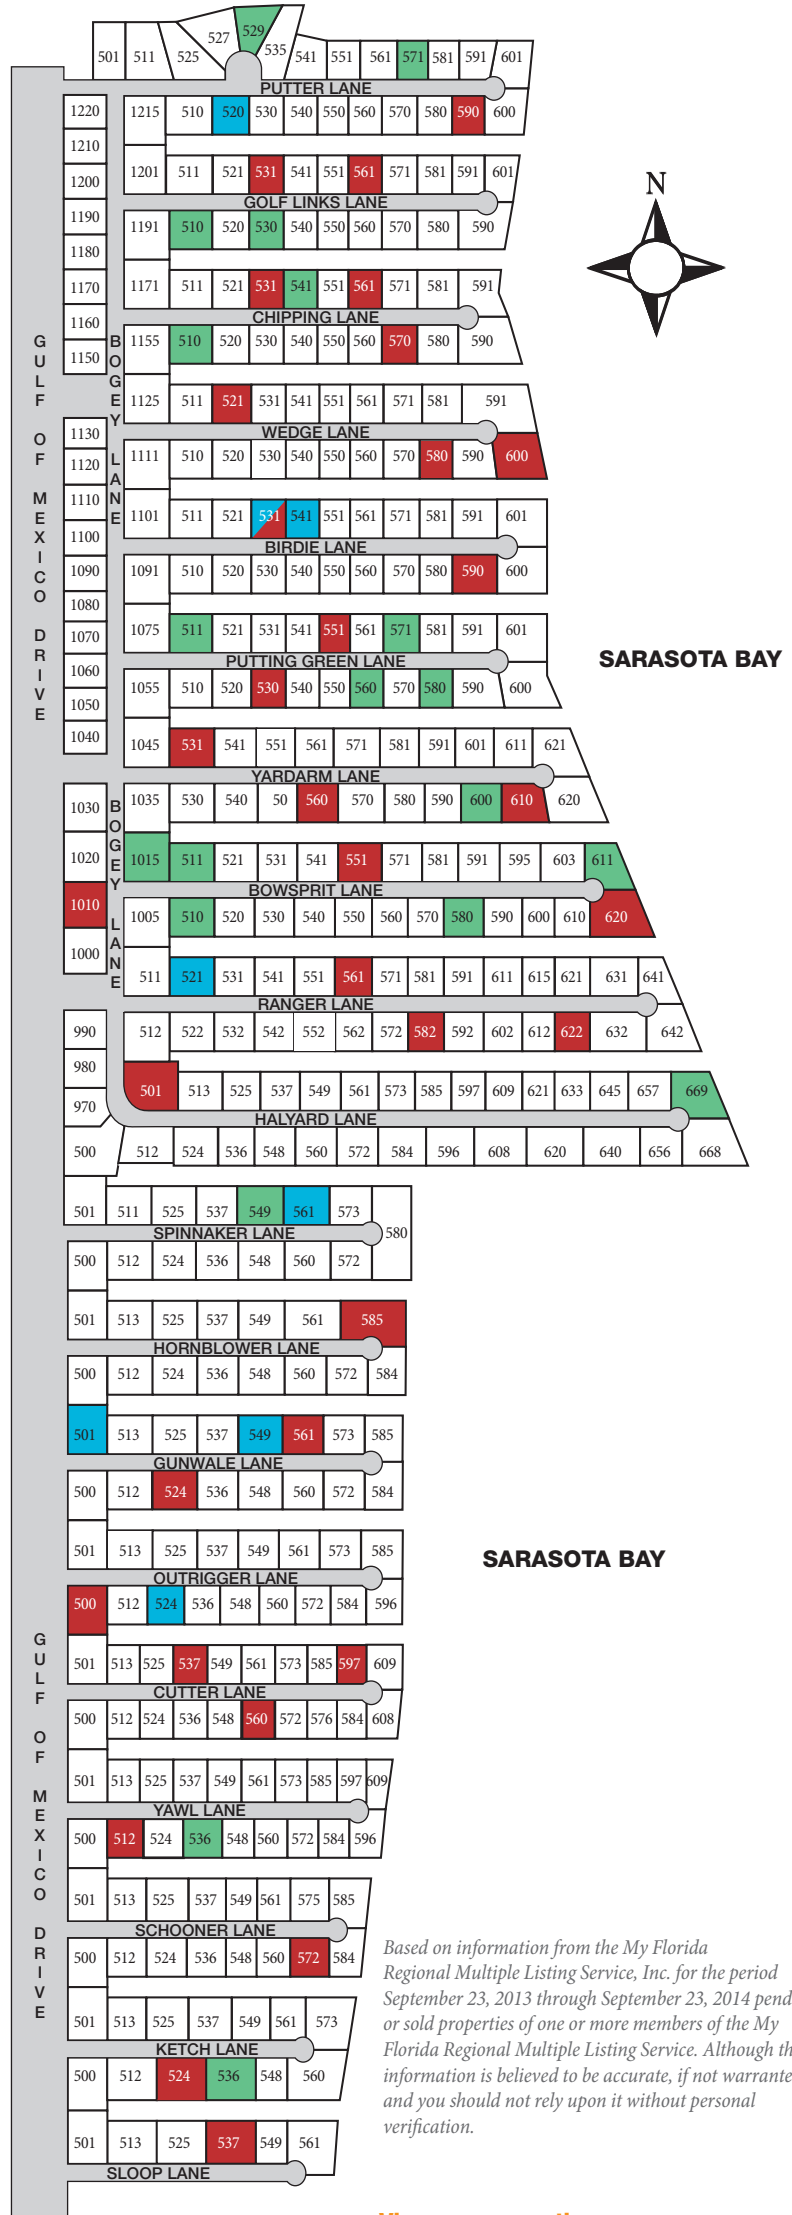 501 511 525 527 529 535 541 551 561 571 581 591 601
PUTTER LANE
1220 1215 510 520 530 540 550 560 570 580 590 600
1210
1200 1201 511 521 531 541 551 561 571 581 591 601
GOLF LINKS LANE
N
1190 1191 510 520 530 540 550 560 570 580 590
1180
1170 1171 511 521 531 541 551 561 571 581 591
CHIPPING LANE
1160
1150 1155 510 520 530 540 550 560 570 580 590
GULF OF MEXICO DRIVE
BOGEY LANE
1125 511 521 531 541 551 561 571 581 591
WEDGE LANE
1130
1120 1111 510 520 530 540 550 560 570 580 590 600
1110
1100 1101 511 521 531 541 551 561 571 581 591 601
BIRDIE LANE
1090 1091 510 520 530 540 550 560 570 580 590 600
1080
1070 1075 511 521 531 541 551 561 571 581 591 601
PUTTING GREEN LANE
SARASOTA BAY
1060
1050 1055 510 520 530 540 550 560 570 580 590 600
1040 1045 531 541 551 561 571 581 591 601 611 621
YARDARM LANE
1030 1035 530 540 50 560 570 580 590 600 610 620
BOGEY LANE
1020 1015 511 521 531 541 551 571 581 591 595 603 611
BOWSPRIT LANE
1010 1005 510 520 530 540 550 560 570 580 590 600 610 620
1000 511 521 531 541 551 561 571 581 591 611 615 621 631 641
RANGER LANE
990 512 522 532 542 552 562 572 582 592 602 612 622 632 642
980
970 501 513 525 537 549 561 573 585 597 609 621 633 645 657 669
HALYARD LANE
500 512 524 536 548 560 572 584 596 608 620 640 656 668
501 511 525 537 549 561 573 580
SPINNAKER LANE
500 512 524 536 548 560 572
501 513 525 537 549 561 585
HORNBLOWER LANE
500 512 524 536 548 560 572 584
501 513 525 537 549 561 573 585
GUNWALE LANE
500 512 524 536 548 560 572 584
501 513 525 537 549 561 573 585
OUTRIGGER LANE
SARASOTA BAY
500 512 524 536 548 560 572 584 596
GULF OF MEXICO DRIVE
501 513 525 537 549 561 573 585 597 609
CUTTER LANE
500 512 524 536 548 560 572 576 584 608
501 513 525 537 549 561 573 585 597 609
YAWL LANE
500 512 524 536 548 560 572 584 596
501 513 525 537 549 561 575 585
SCHOONER LANE
500 512 524 536 548 560 572 584
501 513 525 537 549 561 573
KETCH LANE
500 512 524 536 548 560
501 513 525 537 549 561
SLOOP LANE
Based on information from the My Florida
Regional Multiple Listing Service, Inc. for the period
September 23, 2013 through September 23, 2014 pend
or sold properties of one or more members of the My
Florida Regional Multiple Listing Service. Although th
information is believed to be accurate, if not warrante
and you should not rely upon it without personal
verification.